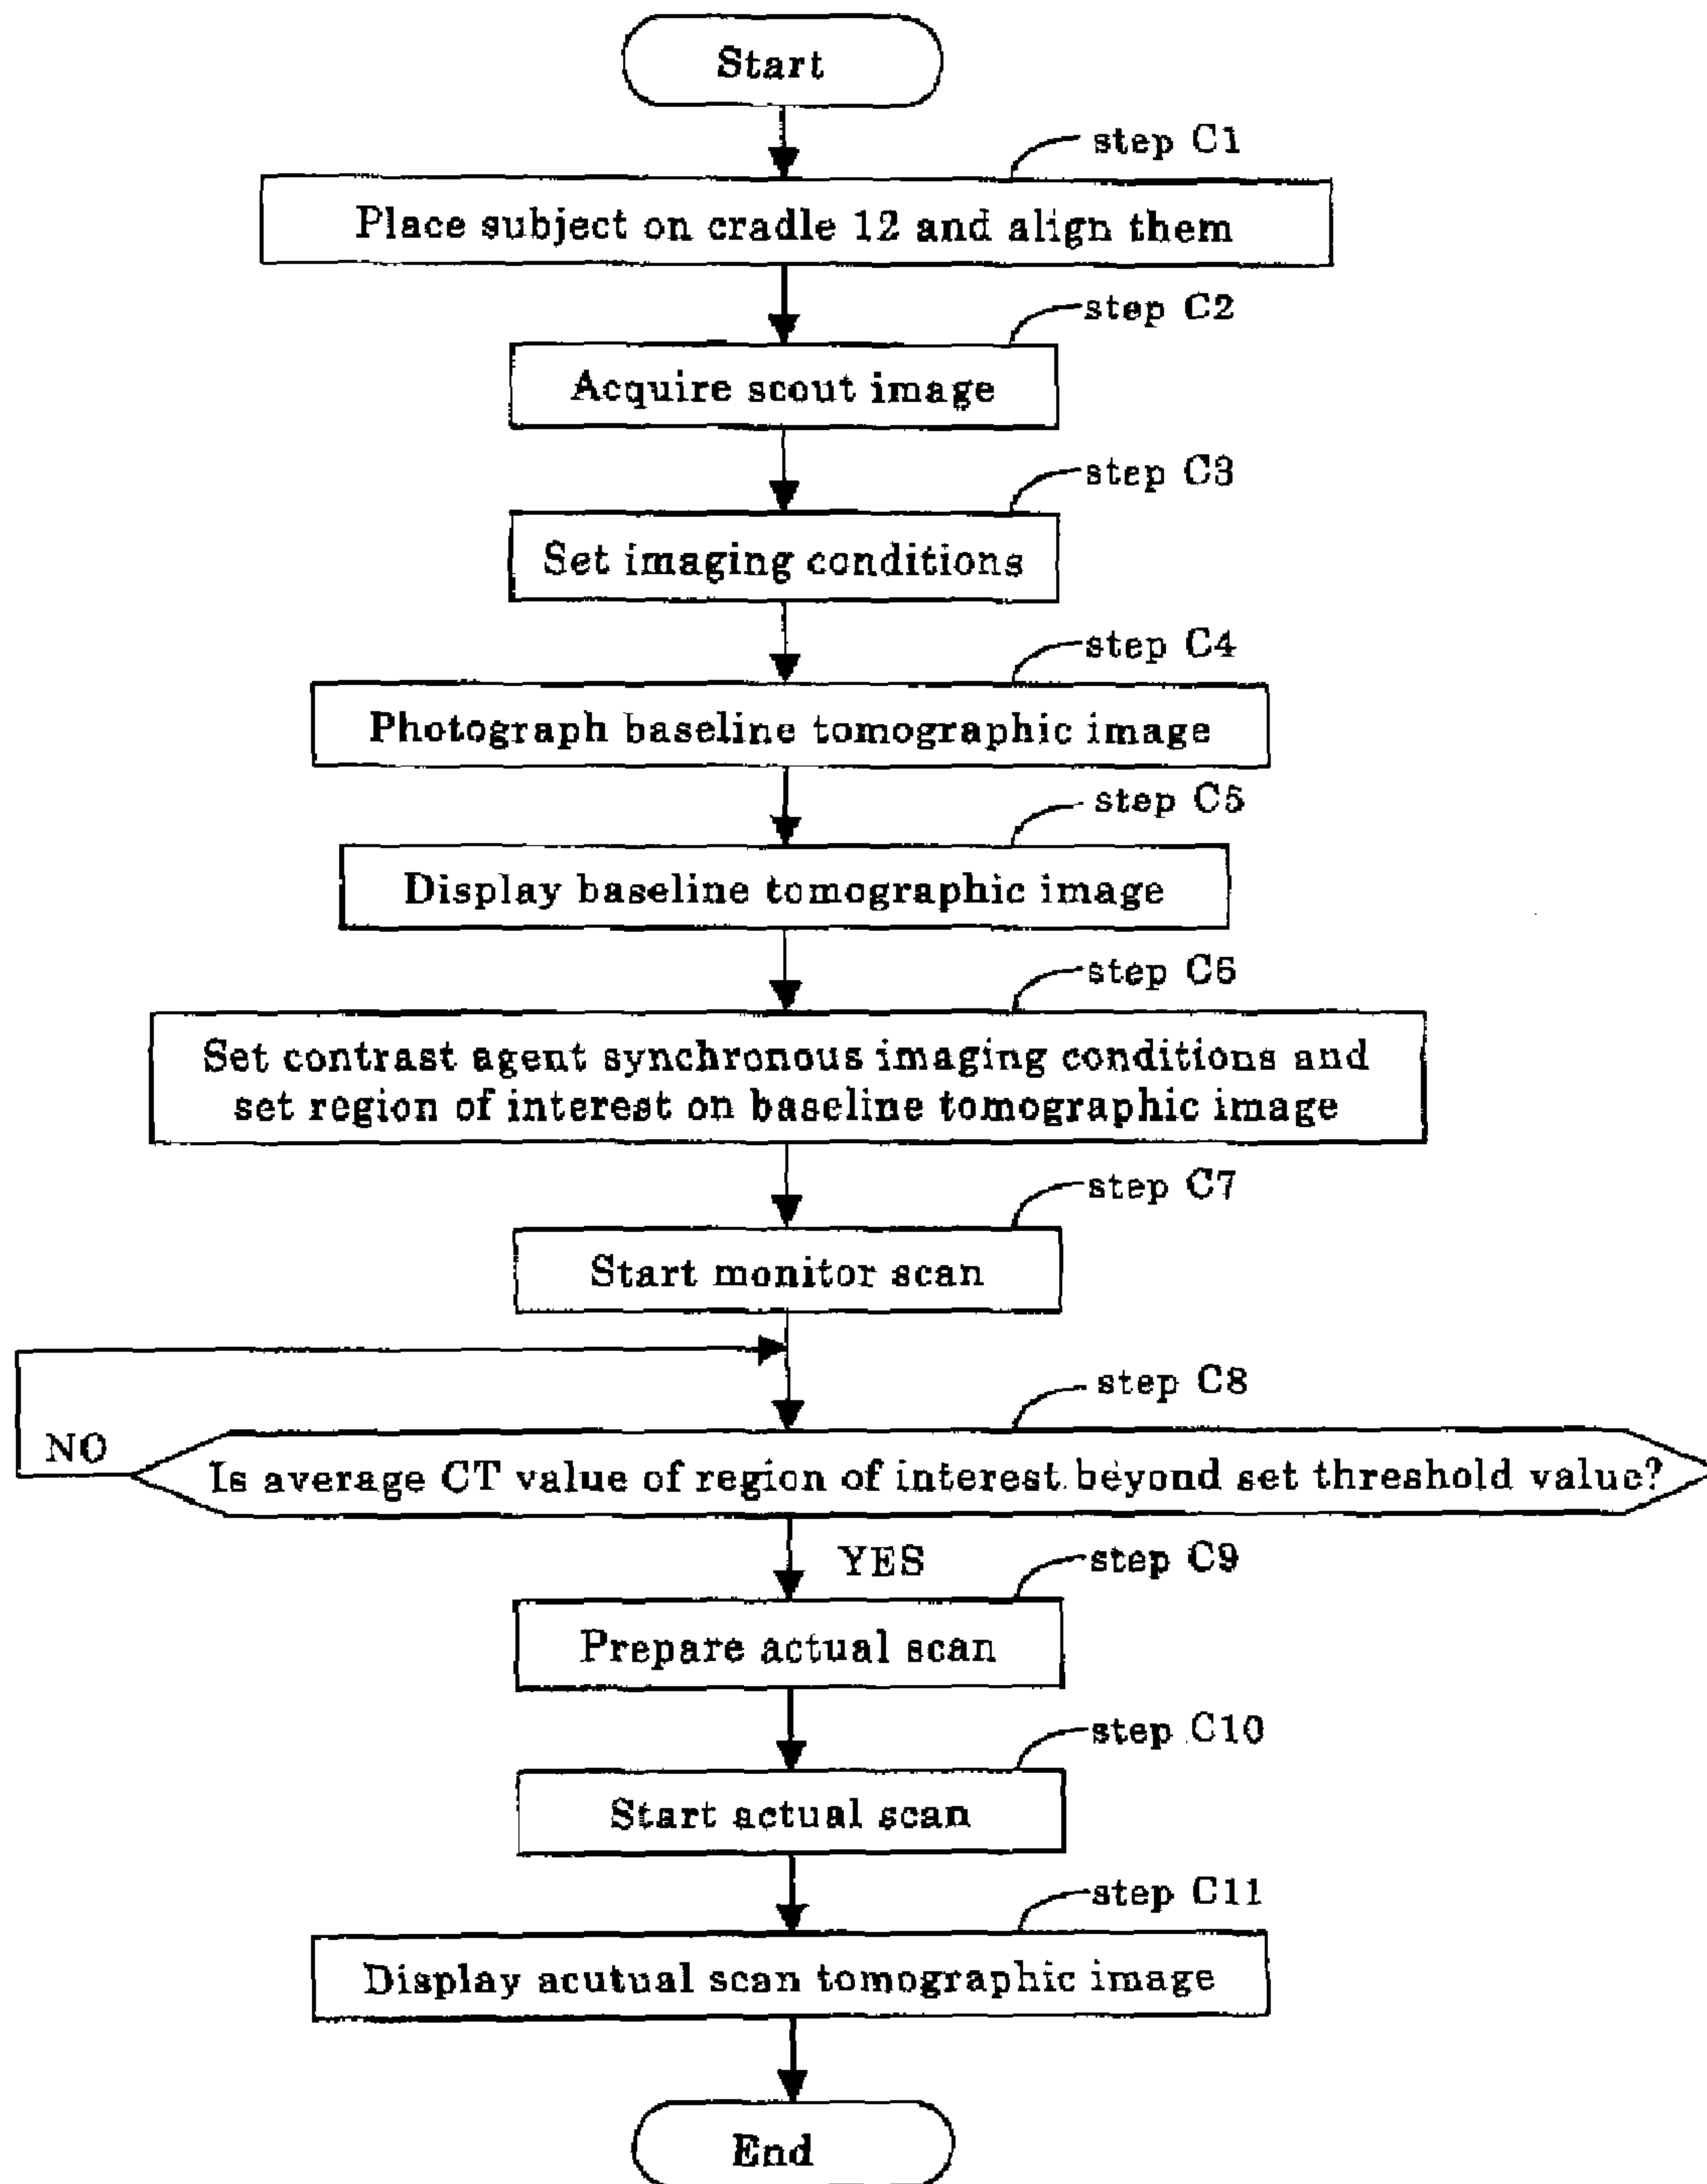 Start
step C1
Place subject on cradle 12 and align them
step C2
Acquire scout image
step C3
Set imaging conditions
step C4
Photograph baseline tomographic image
step C5
Display baseline tomographic image
step C6
Set contrast agent synchronous imaging conditions and
set region of interest on baseline tomographic image
step C7
Start monitor scan
step C8
NO
Is average CT value of region of interest beyond set threshold value?
YES
step C9
Prepare actual scan
step C10
Start actual scan
step C11
Display acutual scan tomographic image
End